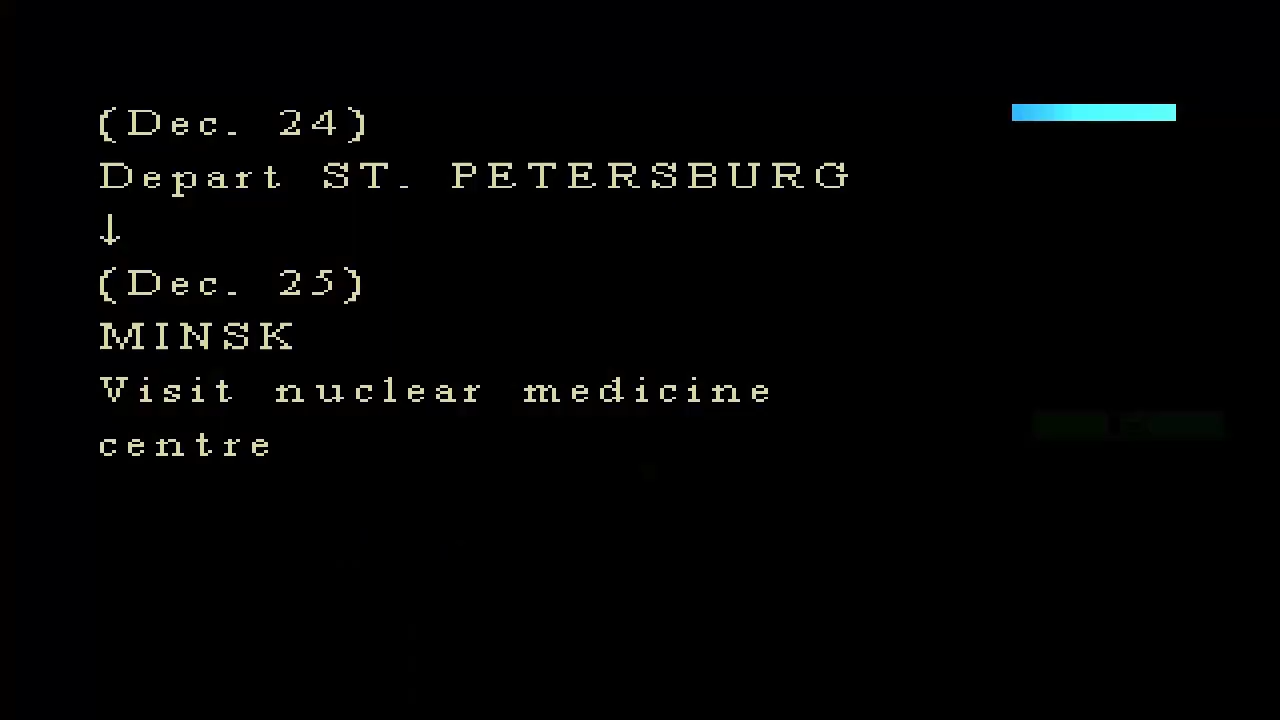 (Dec. 24)
Depart ST. PETERSBURG
↓
(Dec. 25)
MINSK
Visit nuclear medicine
centre